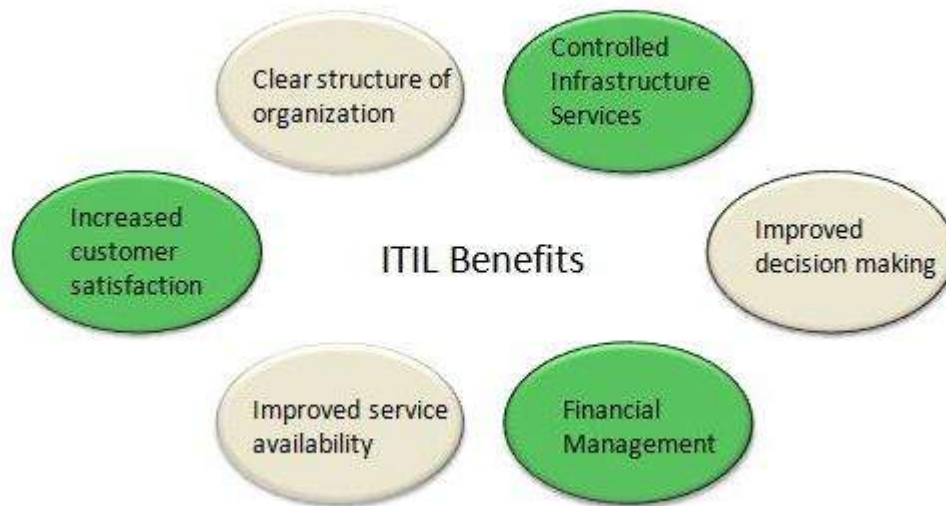 Clear structure of
organization
Controlled
Infrastructure
Services
Increased
customer
satisfaction
ITIL Benefits
Improved
decision making
Improved service
availability
Financial
Management